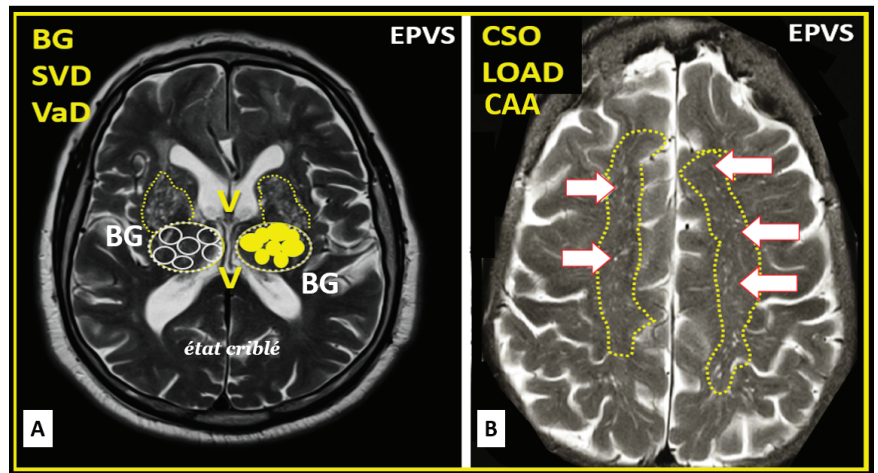 BG
SVD
VaD
EPVS
V
BG
BG
V
état criblé
A
CSO
LOAD
CAA
EPVS
B